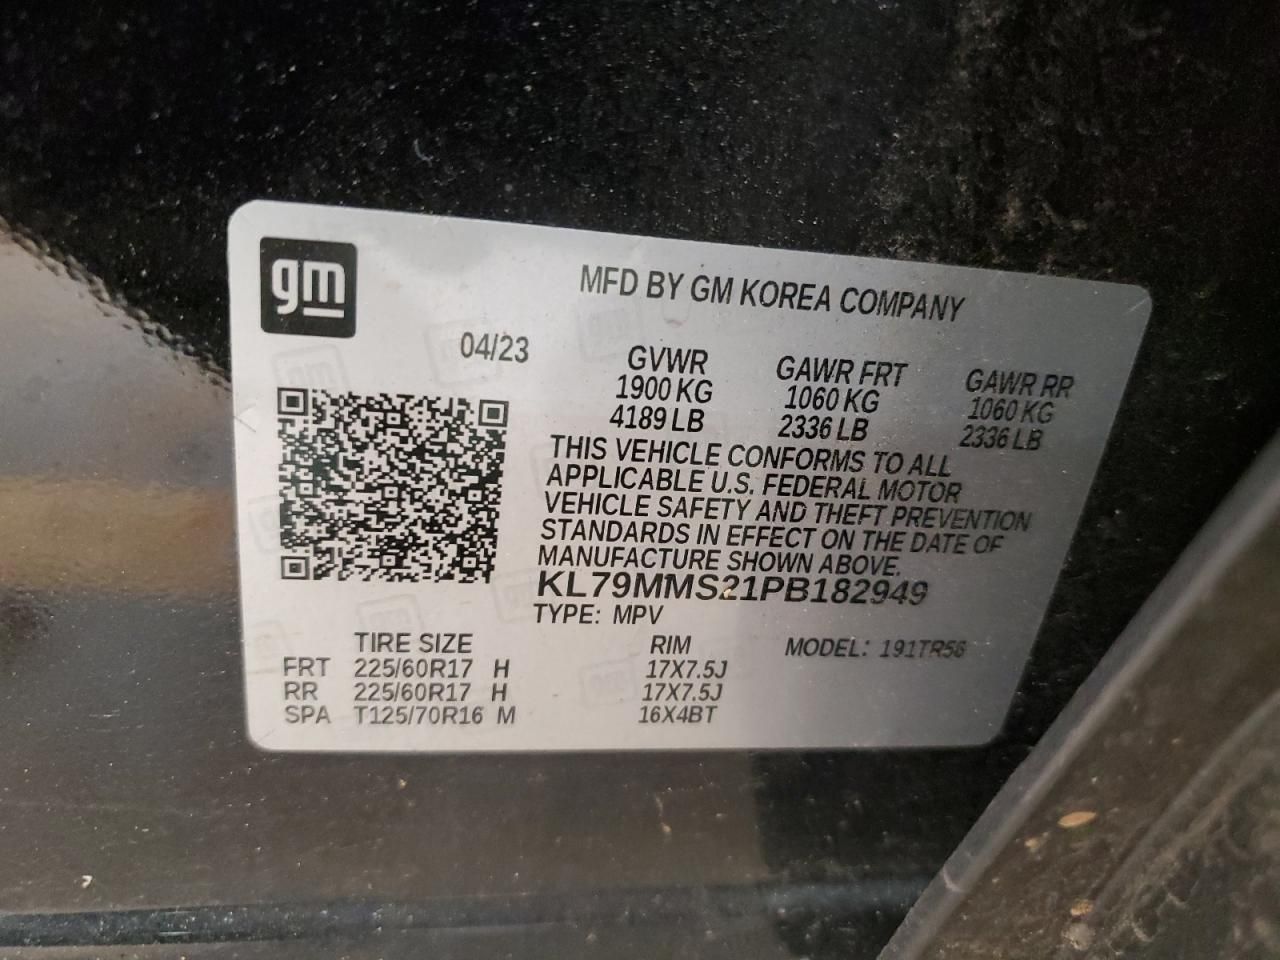 gm
MFD BY GM KOREA COMPANY
04/23
GVWR GAWR FRT GAWR RR
1900 KG 1060 KG 1060 KG
4189 LB 2336 LB 2336 LB
THIS VEHICLE CONFORMS TO ALL
APPLICABLE U.S. FEDERAL MOTOR
VEHICLE SAFETY AND THEFT PREVENTION
STANDARDS IN EFFECT ON THE DATE OF
MANUFACTURE SHOWN ABOVE.
KL79MMS21PB182949
TYPE: MPV
TIRE SIZE RIM MODEL: 191TR56
FRT 225/60R17 H 17X7.5J
RR 225/60R17 H 17X7.5J
SPA T125/70R16 M 16X4BT